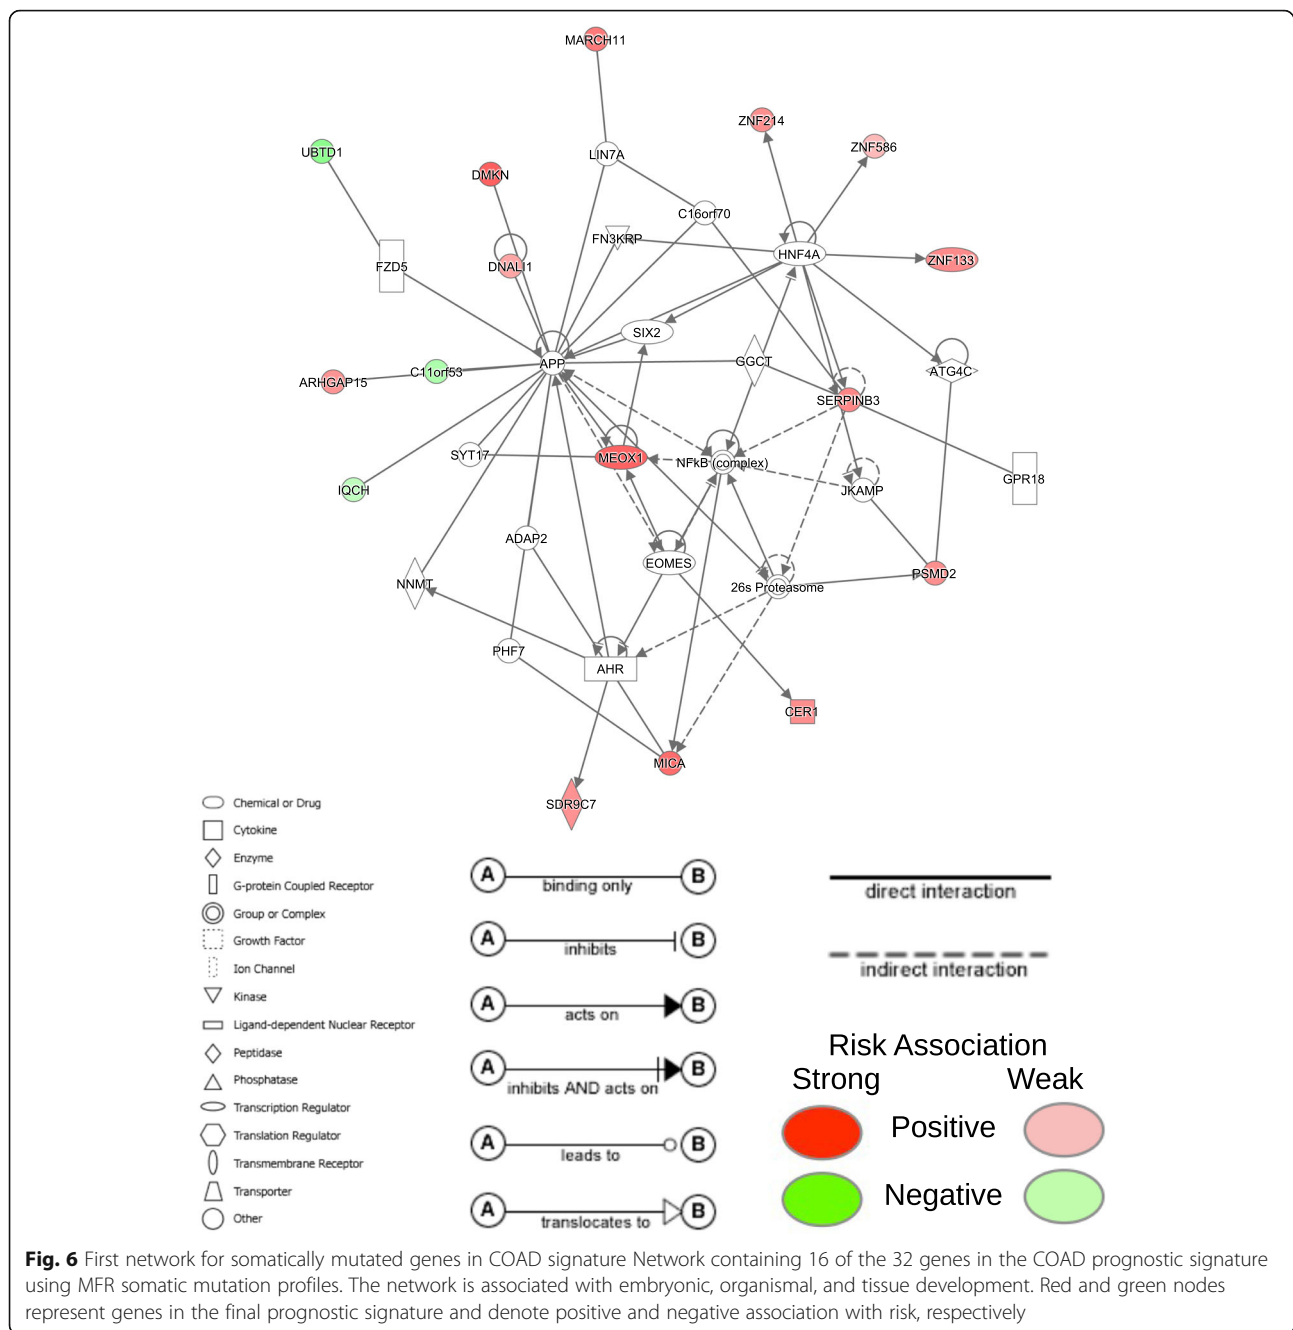 MARCH11
ZNF214
ZNF586
UBTD1
LIN7A
DMKN
C16orf70
FN3KRP
HNF4A
ZNF133
FZD5
DNALI1
SIX2
APP
GGCT
ATG4C
C11orf53
ARHGAP15
SERPINB3
SYT17
MEOX1
NFkB (complex)
GPR18
IQCH
JKAMP
ADAP2
EOMES
PSMD2
NNMT
26s Proteasome
PHF7
AHR
CER1
MICA
SDR9C7
Chemical or Drug
Cytokine
Enzyme
G-protein Coupled Receptor
Group or Complex
Growth Factor
Ion Channel
Kinase
Ligand-dependent Nuclear Receptor
Peptidase
Phosphatase
Transcription Regulator
Translation Regulator
Transmembrane Receptor
Transporter
Other
A B
binding only
A B
inhibits
A B
acts on
A B
inhibits AND acts on
A B
leads to
A B
translocates to
direct interaction
indirect interaction
Risk Association
Strong Weak
Positive
Negative
Fig. 6 First network for somatically mutated genes in COAD signature Network containing 16 of the 32 genes in the COAD prognostic signature
using MFR somatic mutation profiles. The network is associated with embryonic, organismal, and tissue development. Red and green nodes
represent genes in the final prognostic signature and denote positive and negative association with risk, respectively